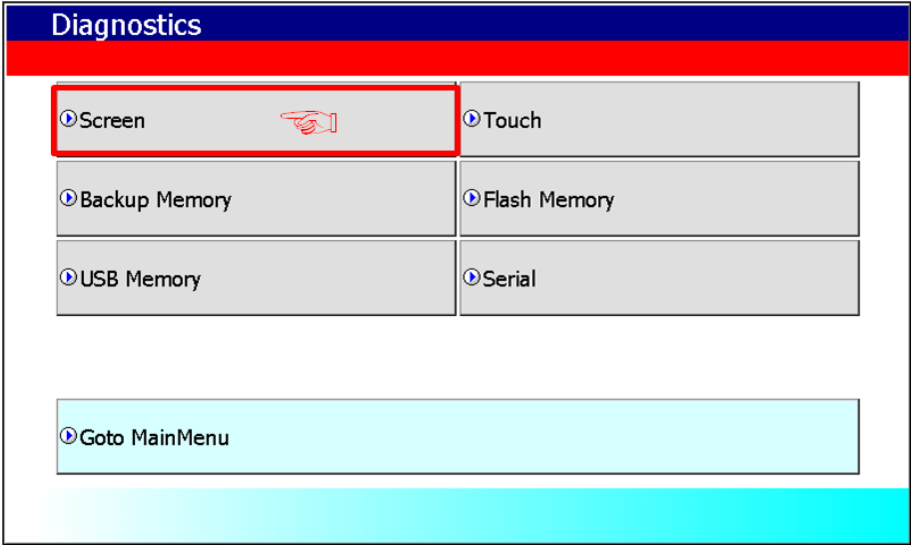 Diagnostics
Screen
Touch
Backup Memory
Flash Memory
USB Memory
Serial
Goto MainMenu